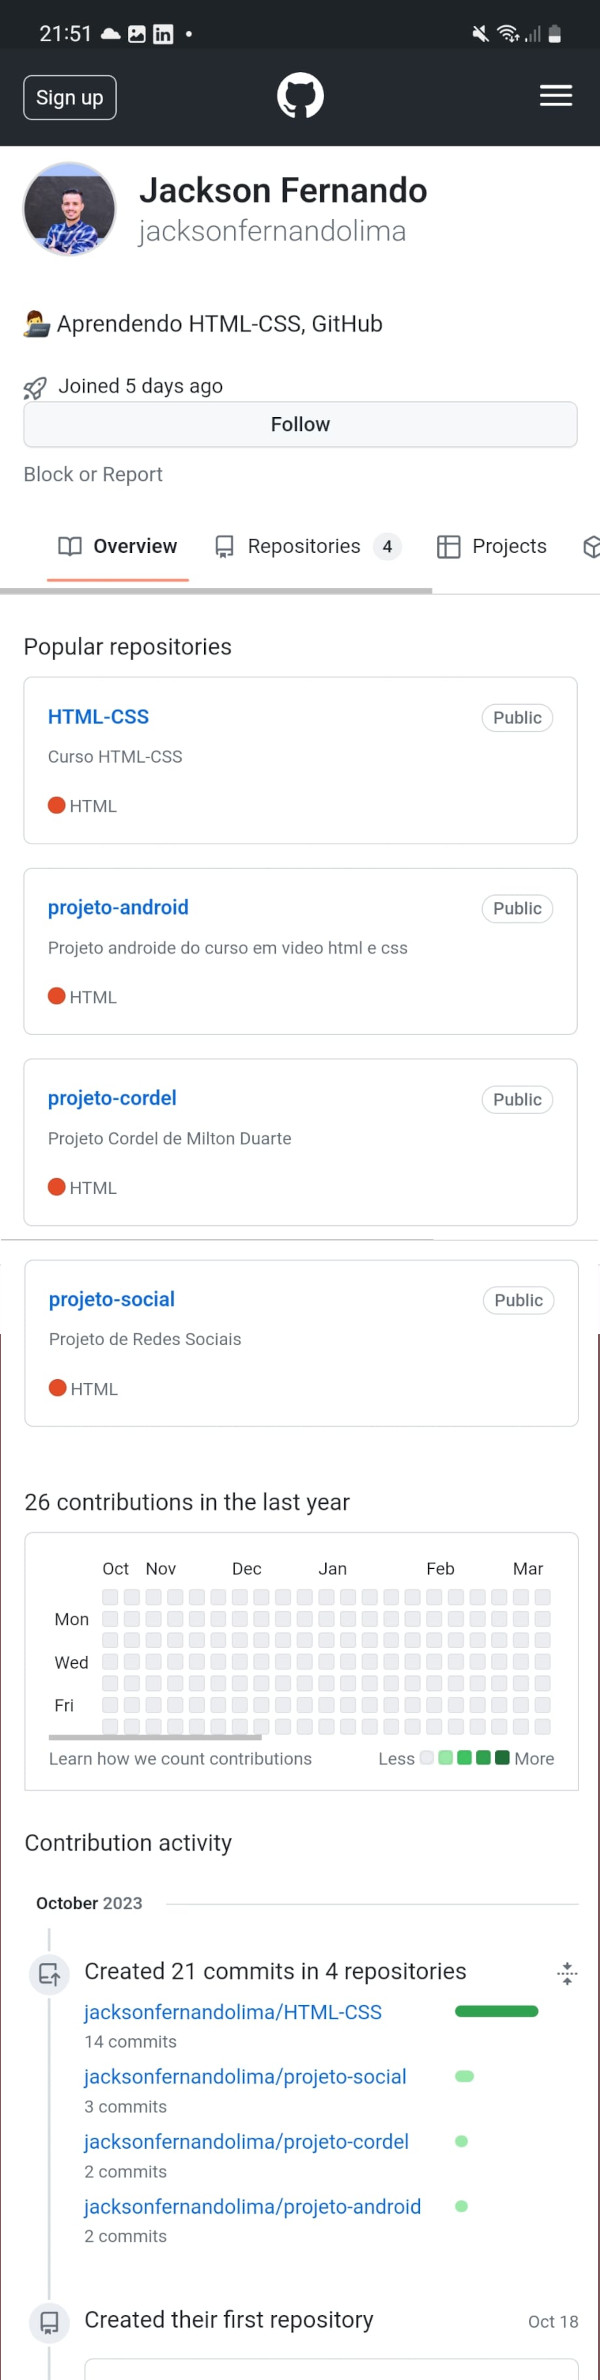 21:51
Sign up
Jackson Fernando
jacksonfernandolima
Aprendendo HTML-CSS, GitHub
Joined 5 days ago
Follow
Block or Report
Overview Repositories 4 Projects
Popular repositories
HTML-CSS Public
Curso HTML-CSS
HTML
projeto-android Public
Projeto androide do curso em video html e css
HTML
projeto-cordel Public
Projeto Cordel de Milton Duarte
HTML
projeto-social Public
Projeto de Redes Sociais
HTML
26 contributions in the last year
Oct Nov Dec Jan Feb Mar
Mon
Wed
Fri
Learn how we count contributions Less More
Contribution activity
October 2023
Created 21 commits in 4 repositories
jacksonfernandolima/HTML-CSS
14 commits
jacksonfernandolima/projeto-social
3 commits
jacksonfernandolima/projeto-cordel
2 commits
jacksonfernandolima/projeto-android
2 commits
Created their first repository Oct 18